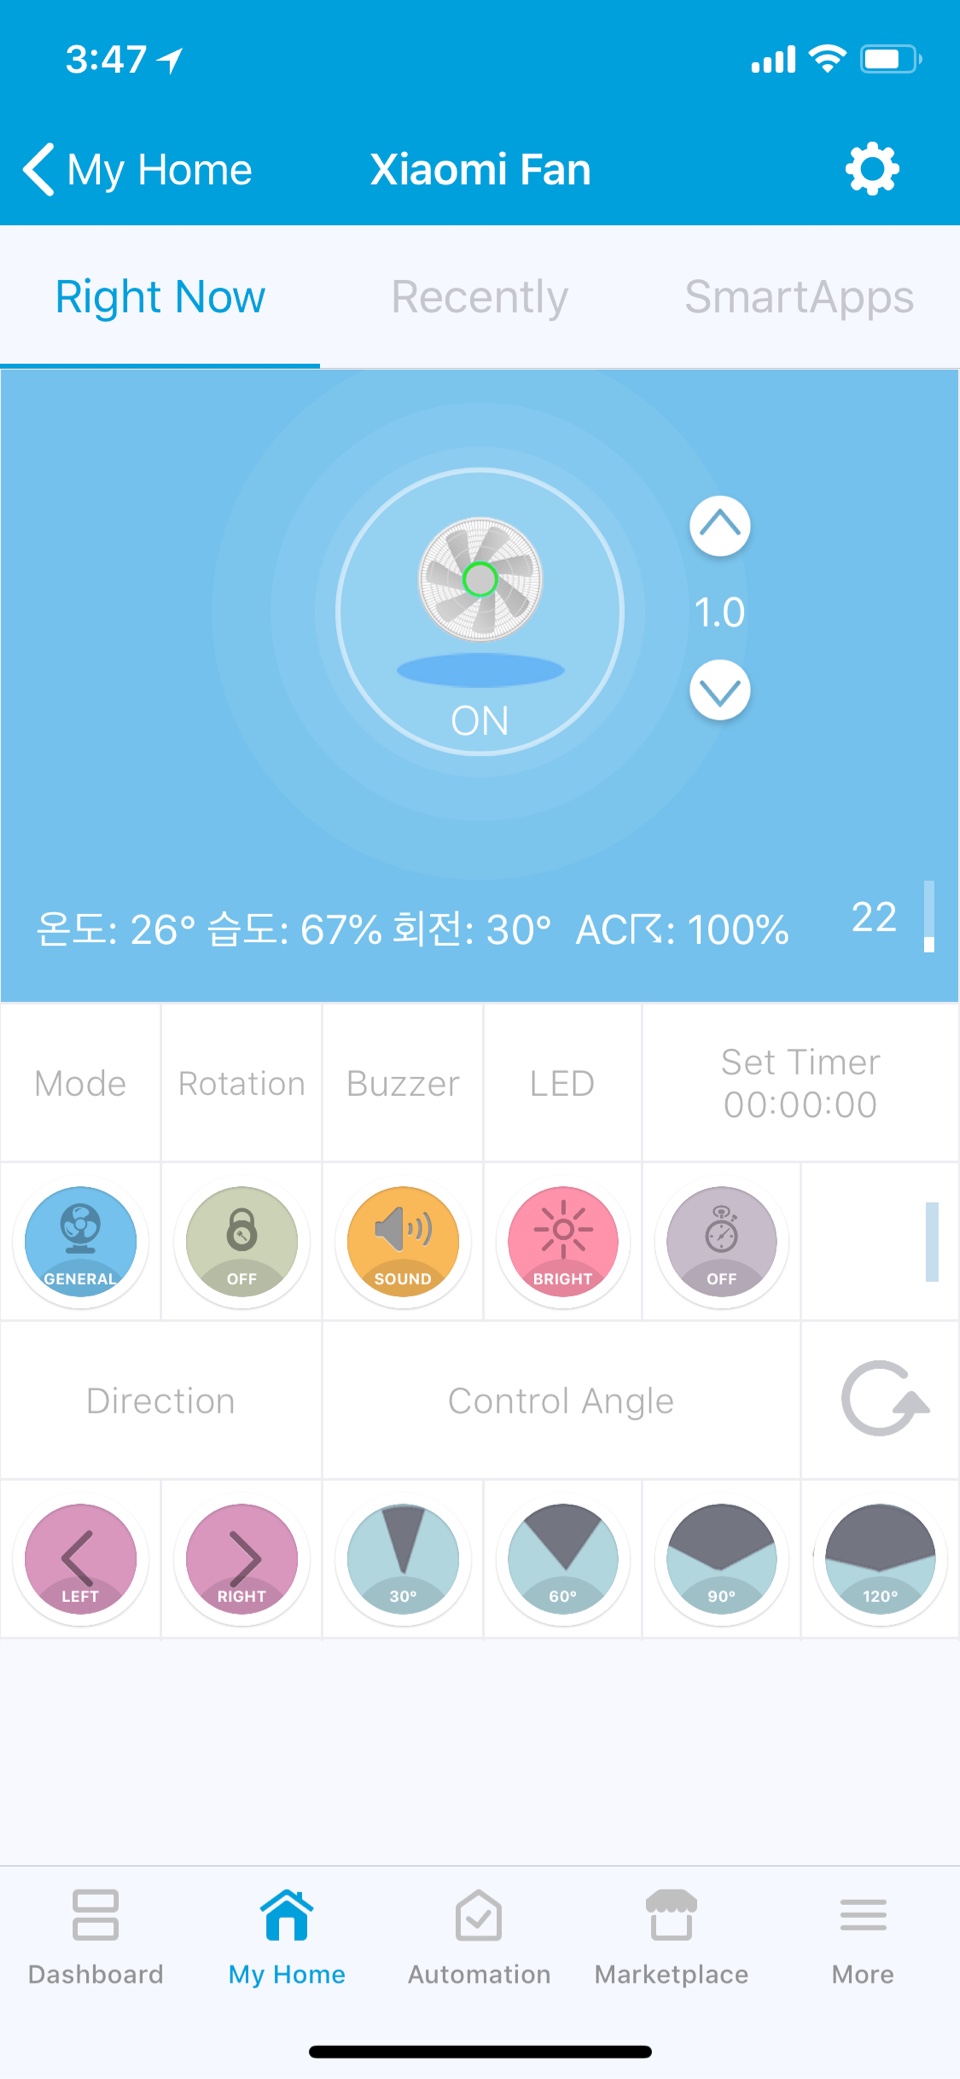 3:47
My Home
Xiaomi Fan
Right Now
Recently
SmartApps
1.0
ON
온도: 26° 습도: 67% 회전: 30° AC☈: 100%
22
Mode
Rotation
Buzzer
LED
Set Timer
00:00:00
GENERAL
OFF
SOUND
BRIGHT
OFF
Direction
Control Angle
LEFT
RIGHT
30°
60°
90°
120°
Dashboard
My Home
Automation
Marketplace
More